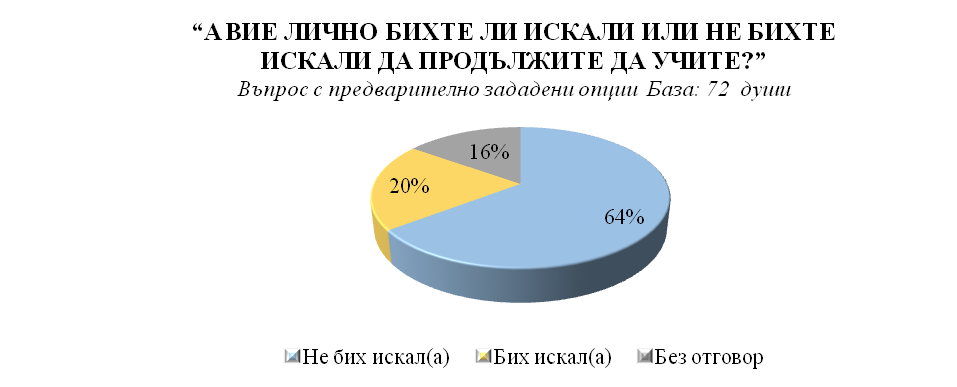 “А ВИЕ ЛИЧНО БИХТЕ ЛИ ИСКАЛИ ИЛИ НЕ БИХТЕ
ИСКАЛИ ДА ПРОДЪЛЖИТЕ ДА УЧИТЕ?”
Въпрос с предварително зададени опции База: 72 души
16%
20%
64%
Не бих искал(а) Бих искал(а) Без отговор